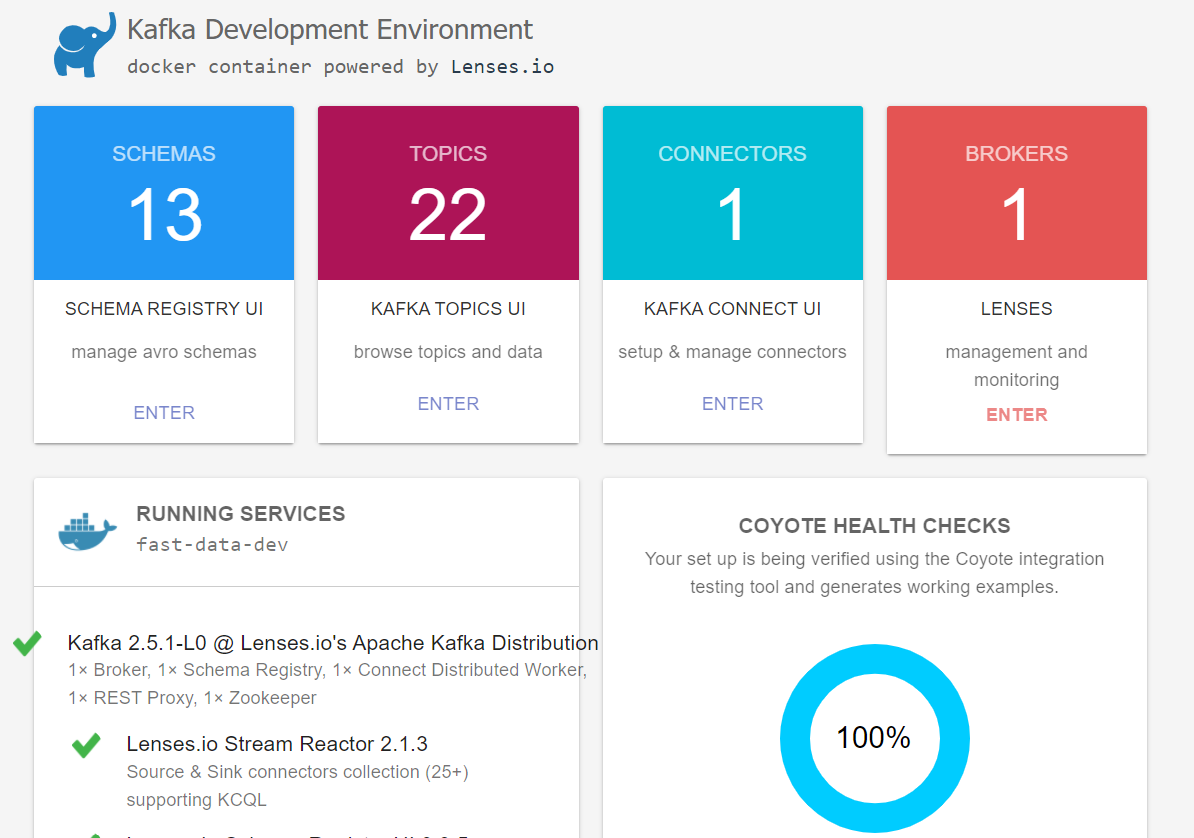 Kafka Development Environment
docker container powered by Lenses.io
SCHEMAS
13
SCHEMA REGISTRY UI
manage avro schemas
ENTER
TOPICS
22
KAFKA TOPICS UI
browse topics and data
ENTER
CONNECTORS
1
KAFKA CONNECT UI
setup & manage connectors
ENTER
BROKERS
1
LENSES
management and
monitoring
ENTER
RUNNING SERVICES
fast-data-dev
Kafka 2.5.1-L0 @ Lenses.io's Apache Kafka Distribution
1× Broker, 1× Schema Registry, 1× Connect Distributed Worker,
1× REST Proxy, 1× Zookeeper
Lenses.io Stream Reactor 2.1.3
Source & Sink connectors collection (25+)
supporting KCQL
COYOTE HEALTH CHECKS
Your set up is being verified using the Coyote integration
testing tool and generates working examples.
100%